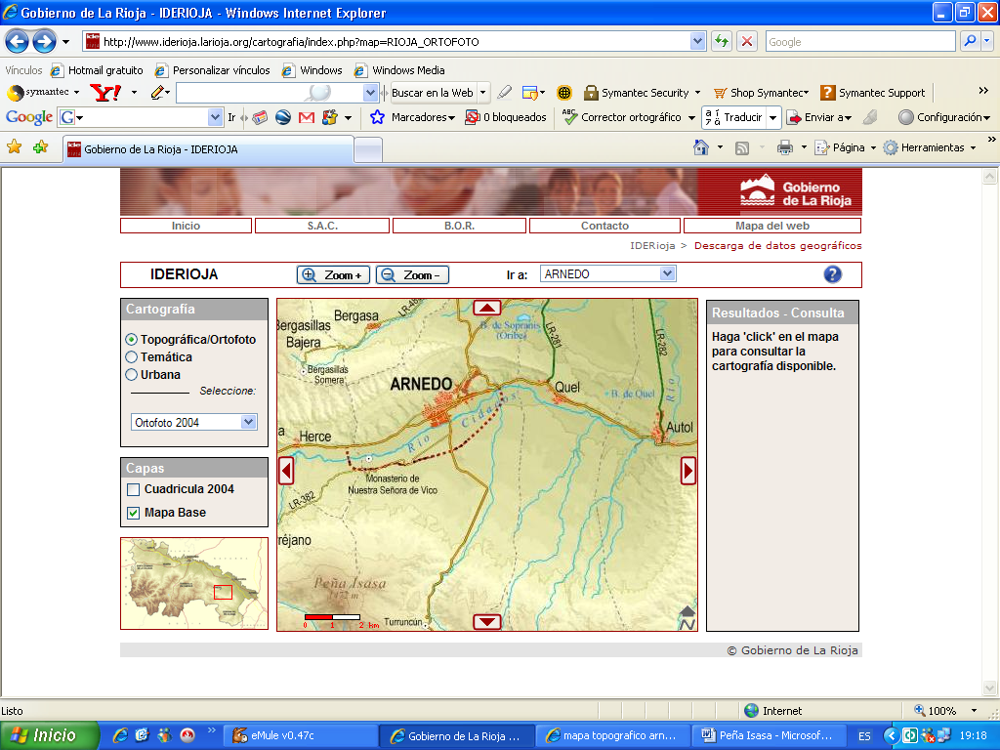 Gobierno de La Rioja - IDERIOJA - Windows Internet Explorer
http://www.iderioja.larioja.org/cartografia/index.php?map=RIOJA_ORTOFOTO
Google
Vínculos Hotmail gratuito Personalizar vínculos Windows Windows Media
symantec Y! Buscar en la Web Symantec Security Shop Symantec Symantec Support
Google G Ir Marcadores 0 bloqueados Corrector ortográfico Traducir Enviar a Configuración
Gobierno de La Rioja - IDERIOJA Página Herramientas
Gobierno
de La Rioja
Inicio S.A.C. B.O.R. Contacto Mapa del web
IDERioja > Descarga de datos geográficos
IDERIOJA Zoom + Zoom - Ir a: ARNEDO ?
Cartografía
Topográfica/Ortofoto
Temática
Urbana
Seleccione:
Ortofoto 2004
Capas
Cuadricula 2004
Mapa Base
Bergasa
Bergasillas
Bajera
Bergasillas
Somera
B. de Sopranis
(Oribe)
LR-261
LR-282
ARNEDO
Quel
B. de Quel
Río
Autol
Río Cidacos
Herce
Monasterio de
Nuestra Señora de Vico
LR-382
réjano
Peña Isasa
1472 m
Turruncún
0 1 2 km
N
Resultados - Consulta
Haga 'click' en el mapa
para consultar la
cartografía disponible.
© Gobierno de La Rioja
Listo Internet 100%
Inicio eMule v0.47c Gobierno de La Rioja ... mapa topografico arn... Peña Isasa - Microsof... ES 19:18